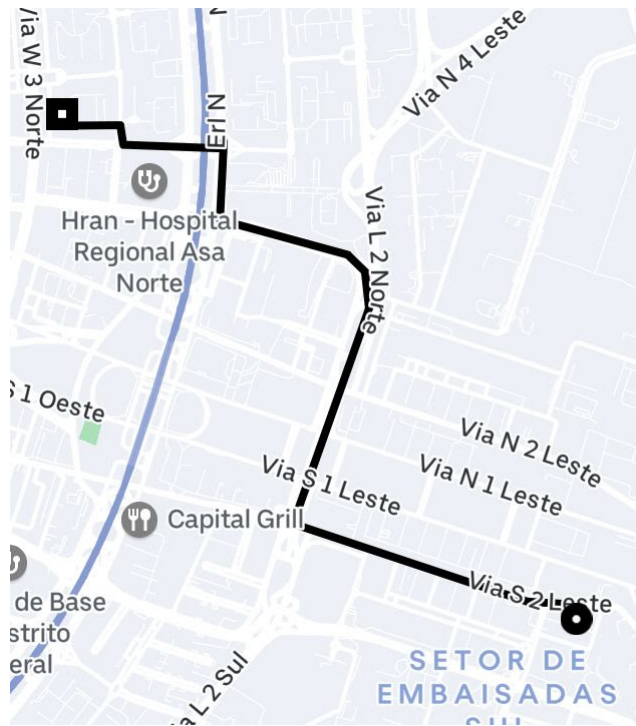 Via W 3 Norte
N
Via N 4 Leste
Erl N
Hran - Hospital
Regional Asa
Norte
Via L 2 Norte
S 1 Oeste
Via N 2 Leste
Via N 1 Leste
Via S 1 Leste
Capital Grill
Via S 2 Leste
de Base
strito
eral
a L 2 Sul
SETOR DE
EMBAIXADAS
SUL